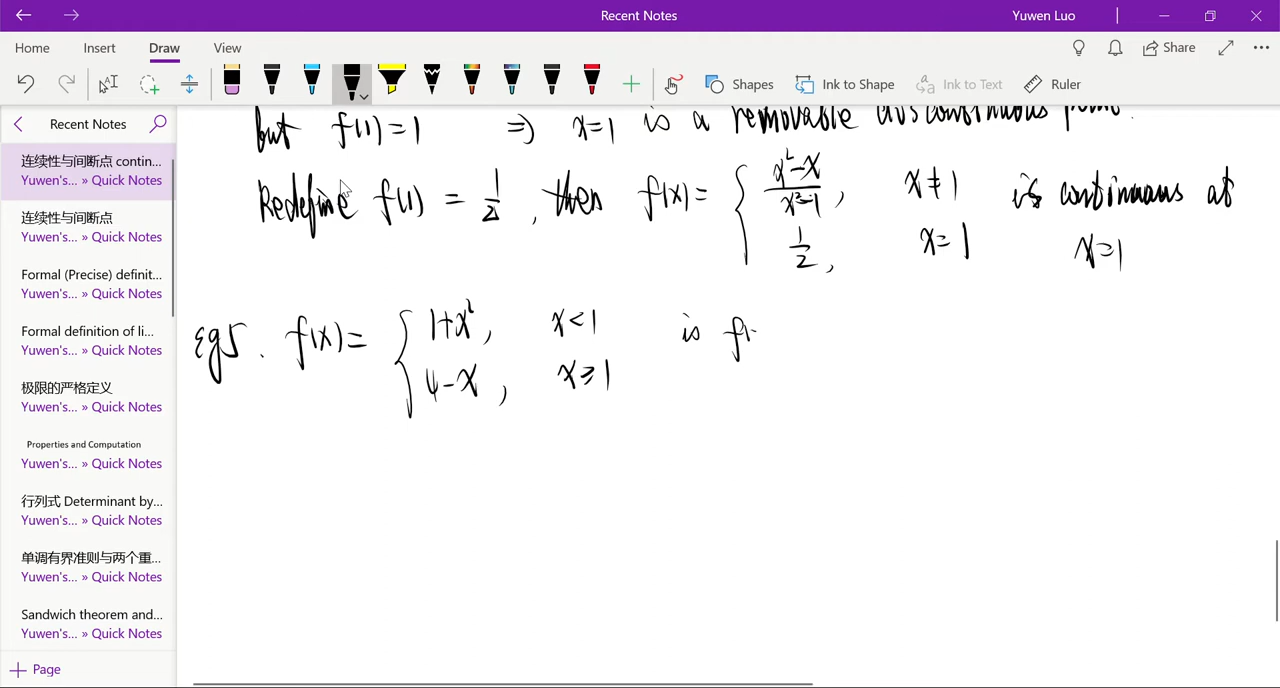 Recent Notes
Yuwen Luo
Home Insert Draw View
Share
Shapes Ink to Shape Ink to Text Ruler
Recent Notes
连续性与间断点 contin...
Yuwen's... » Quick Notes
连续性与间断点
Yuwen's... » Quick Notes
Formal (Precise) definit...
Yuwen's... » Quick Notes
Formal definition of li...
Yuwen's... » Quick Notes
极限的严格定义
Yuwen's... » Quick Notes
Properties and Computation
Yuwen's... » Quick Notes
行列式 Determinant by...
Yuwen's... » Quick Notes
单调有界准则与两个重...
Yuwen's... » Quick Notes
Sandwich theorem and...
Yuwen's... » Quick Notes
Page
but f(1)=1 ⇒ x=1 is a removable discontinuous point.
Redefine f(1) = 1/2, then f(x)= { (x²-x)/(x²-1), x≠1 is continuous at
1/2, x=1 x=1
Eg5. f(x)= { 1+x², x<1 is f
4-x, x≥1